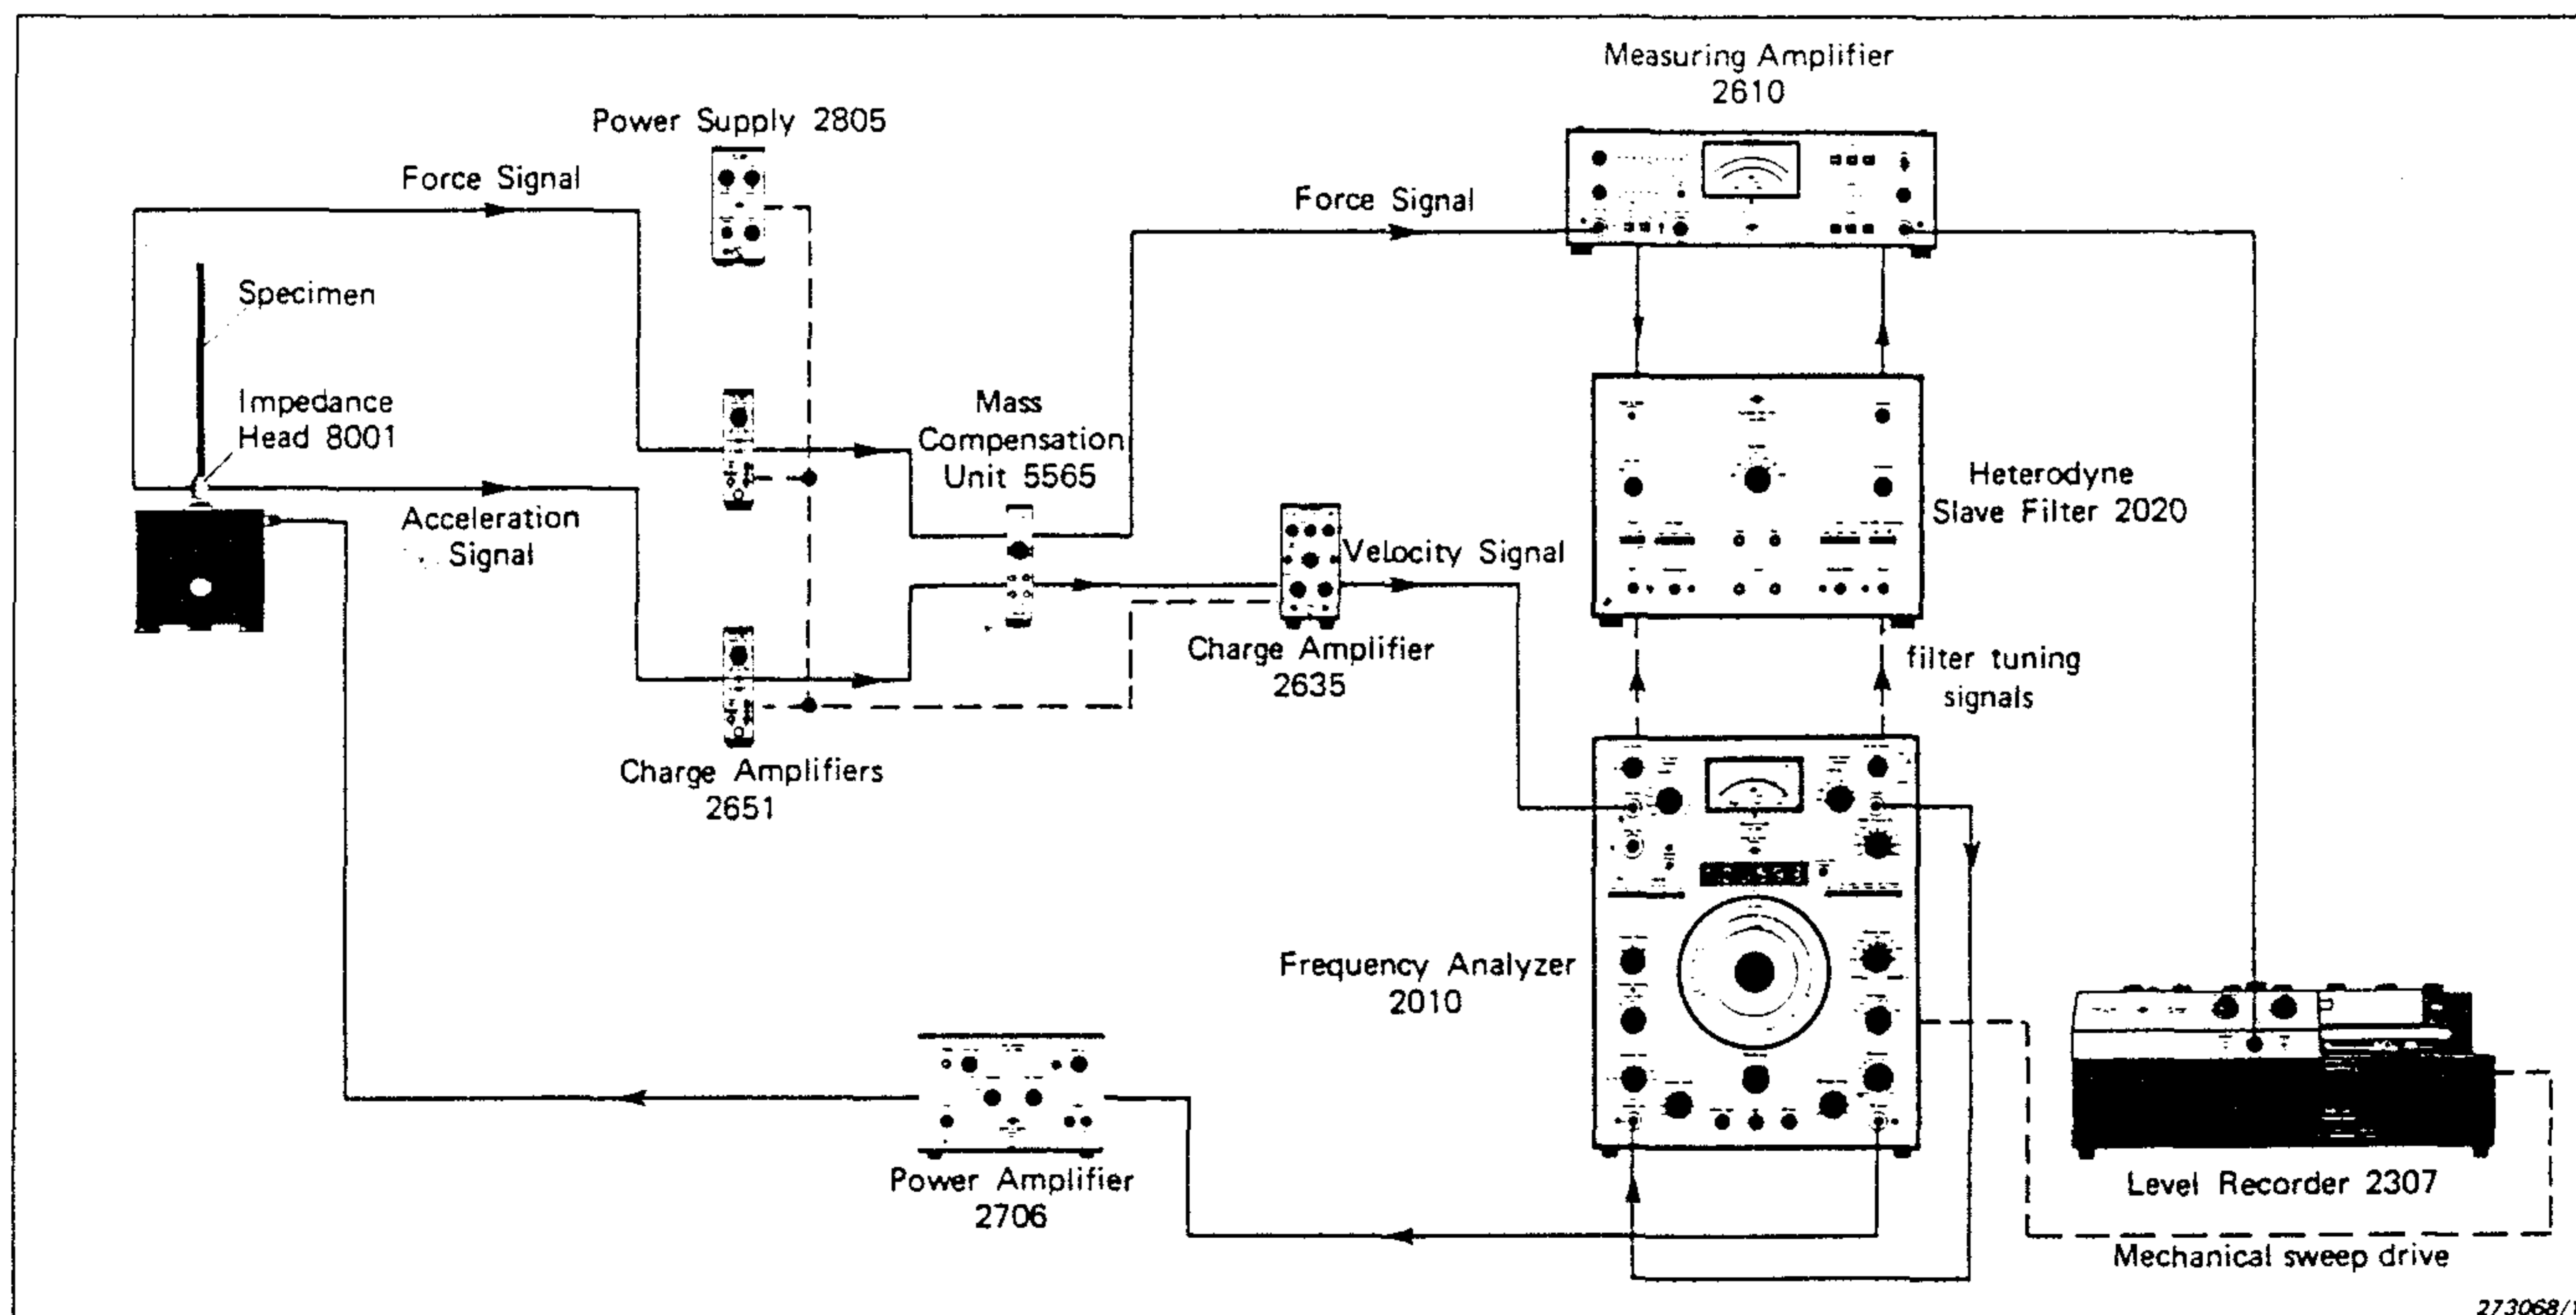 Measuring Amplifier
2610
Power Supply 2805
Force Signal
Force Signal
Specimen
Impedance
Head 8001
Mass
Compensation
Unit 5565
Acceleration
Signal
Heterodyne
Slave Filter 2020
Velocity Signal
Charge Amplifier
2635
filter tuning
signals
Charge Amplifiers
2651
Frequency Analyzer
2010
Power Amplifier
2706
Level Recorder 2307
Mechanical sweep drive